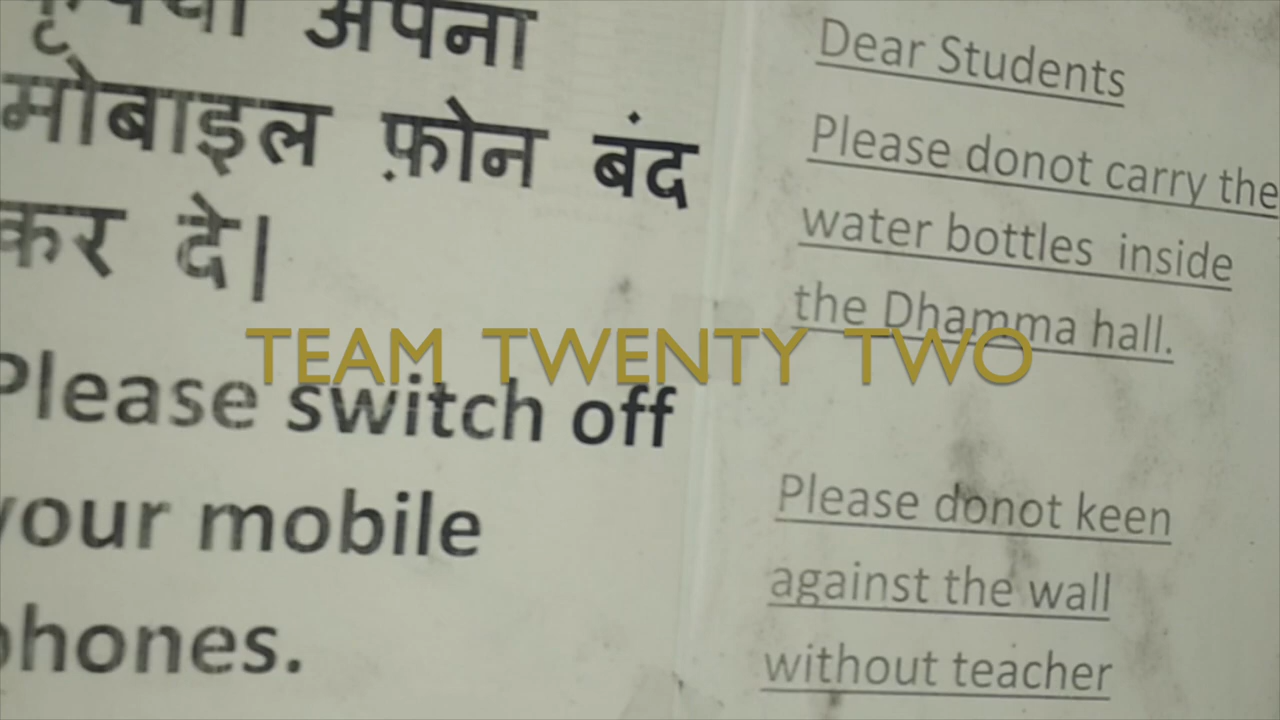 कृपया अपना
मोबाइल फ़ोन बंद
कर दे।
Please switch off
your mobile
phones.
Dear Students
Please donot carry the
water bottles inside
the Dhamma hall.
Please donot keen
against the wall
without teacher
TEAM TWENTY TWO